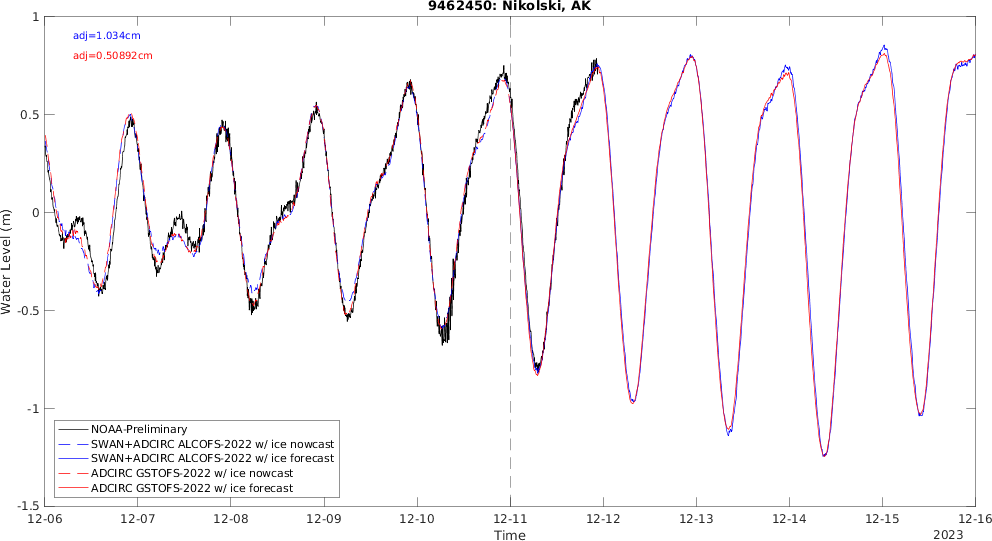 9462450: Nikolski, AK
adj=1.034cm
adj=0.50892cm
1
0.5
0
-0.5
-1
-1.5
Water Level (m)
NOAA-Preliminary
SWAN+ADCIRC ALCOFS-2022 w/ ice nowcast
SWAN+ADCIRC ALCOFS-2022 w/ ice forecast
ADCIRC GSTOFS-2022 w/ ice nowcast
ADCIRC GSTOFS-2022 w/ ice forecast
12-06 12-07 12-08 12-09 12-10 12-11 12-12 12-13 12-14 12-15 12-16
Time
2023